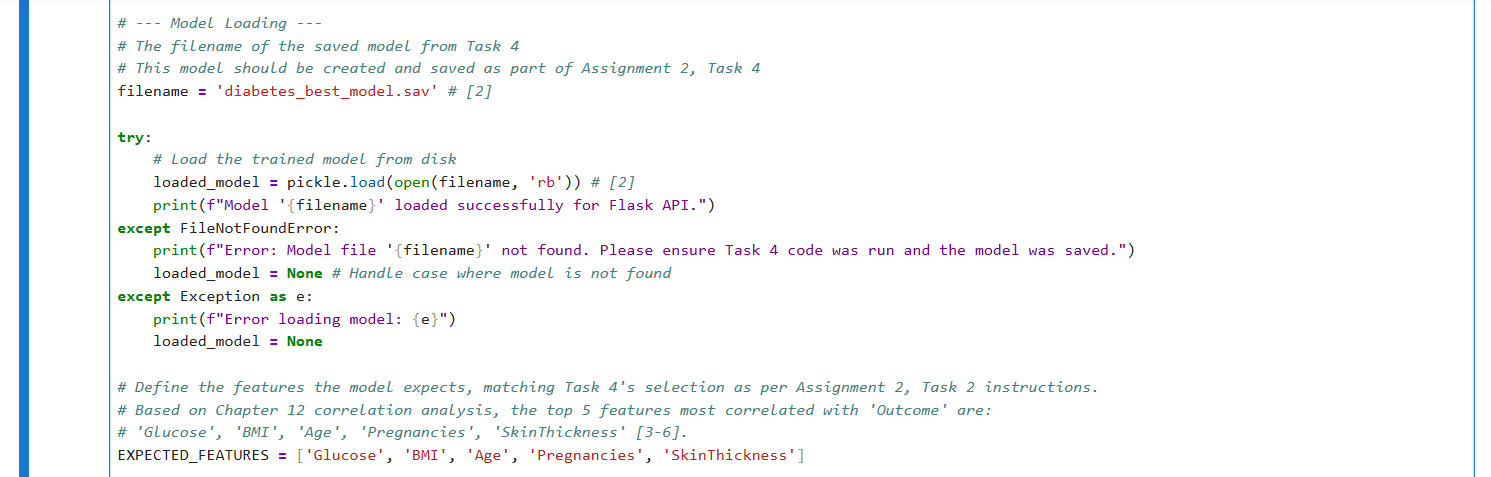 # --- Model Loading ---
# The filename of the saved model from Task 4
# This model should be created and saved as part of Assignment 2, Task 4
filename = 'diabetes_best_model.sav' # [2]
try:
    # Load the trained model from disk
    loaded_model = pickle.load(open(filename, 'rb')) # [2]
    print(f"Model '{filename}' loaded successfully for Flask API.")
except FileNotFoundError:
    print(f"Error: Model file '{filename}' not found. Please ensure Task 4 code was run and the model was saved.")
    loaded_model = None # Handle case where model is not found
except Exception as e:
    print(f"Error loading model: {e}")
    loaded_model = None
# Define the features the model expects, matching Task 4's selection as per Assignment 2, Task 2 instructions.
# Based on Chapter 12 correlation analysis, the top 5 features most correlated with 'Outcome' are:
# 'Glucose', 'BMI', 'Age', 'Pregnancies', 'SkinThickness' [3-6].
EXPECTED_FEATURES = ['Glucose', 'BMI', 'Age', 'Pregnancies', 'SkinThickness']